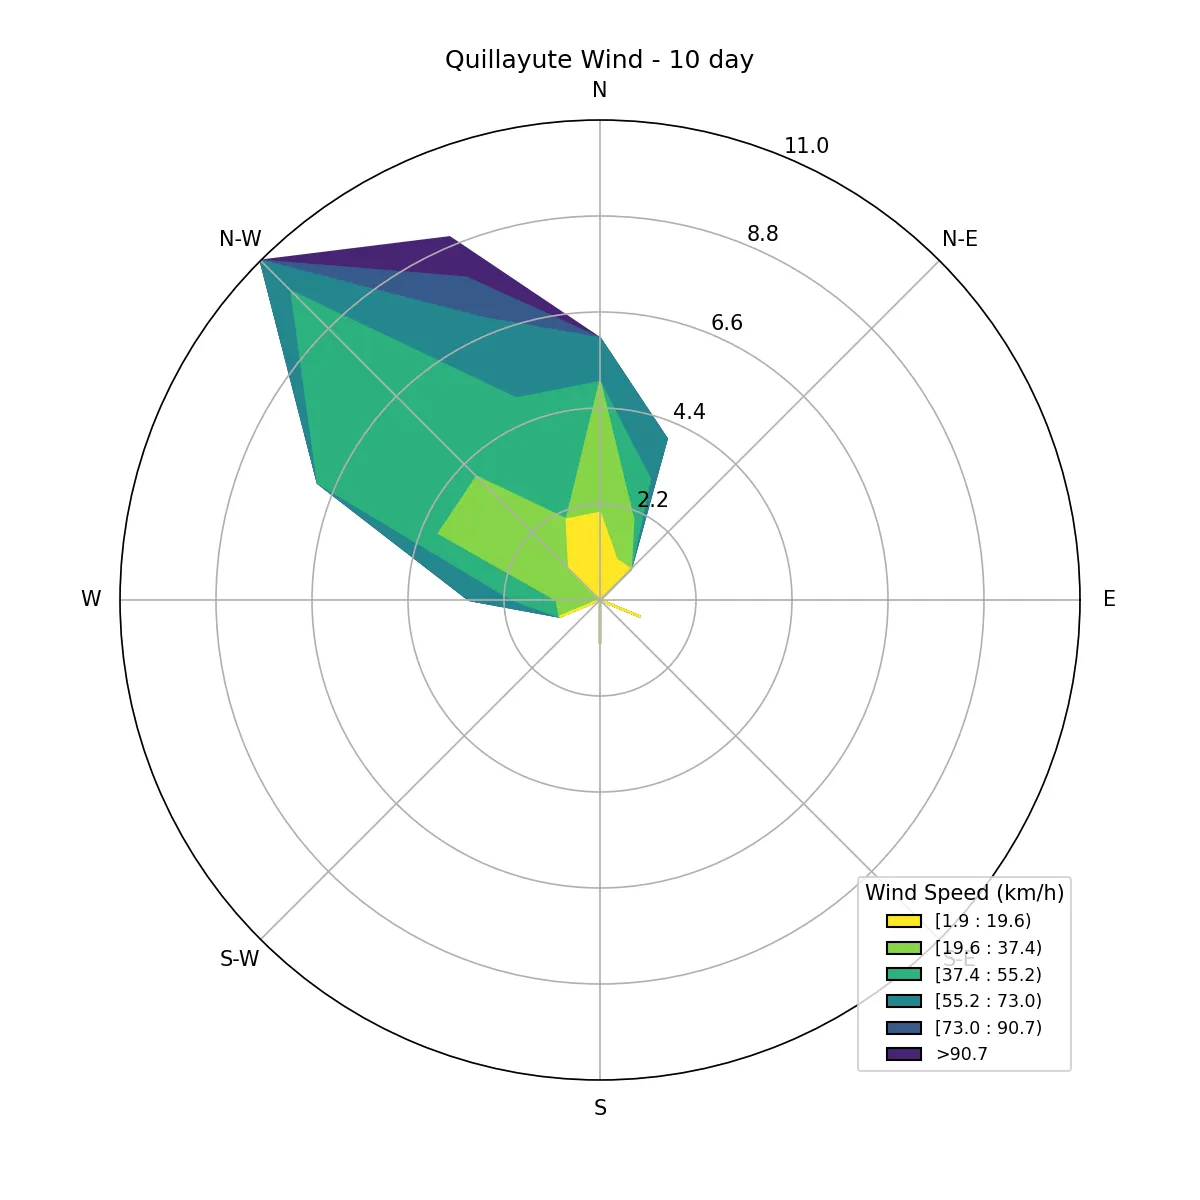 Quillayute Wind - 10 day
N
11.0
N-W
8.8
N-E
6.6
4.4
2.2
W
E
S-W
S-E
S
Wind Speed (km/h)
[1.9 : 19.6)
[19.6 : 37.4)
[37.4 : 55.2)
[55.2 : 73.0)
[73.0 : 90.7)
>90.7